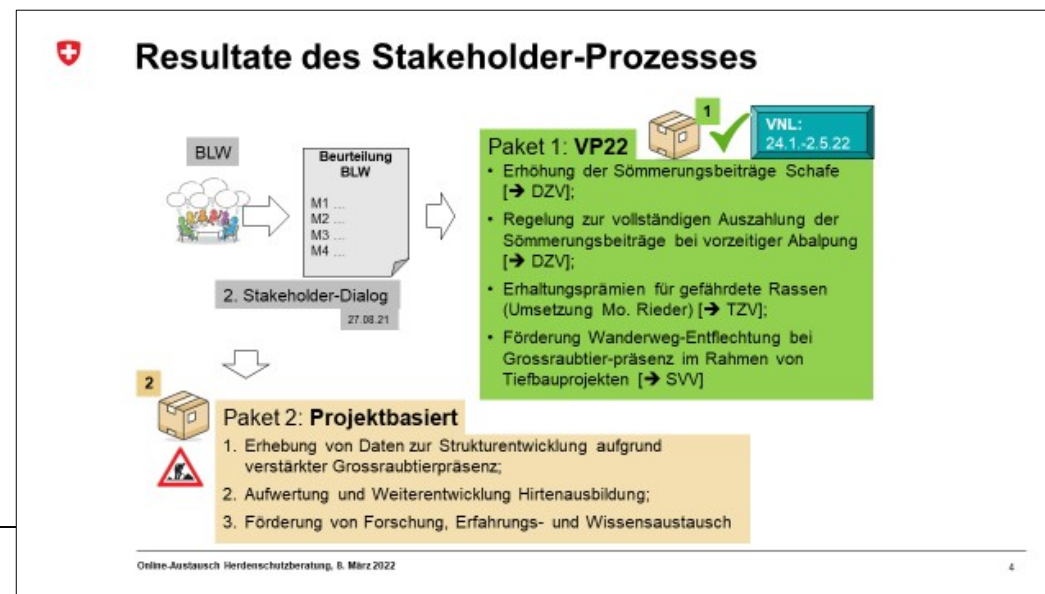 Resultate des Stakeholder-Prozesses
BLW
Beurteilung
BLW
M1 ...
M2 ...
M3 ...
M4 ...
2. Stakeholder-Dialog
27.08.21
1
VNL:
24.1.-2.5.22
Paket 1: VP22
• Erhöhung der Sömmerungsbeiträge Schafe
[➔ DZV];
• Regelung zur vollständigen Auszahlung der
Sömmerungsbeiträge bei vorzeitiger Abalpung
[➔ DZV];
• Erhaltungsprämien für gefährdete Rassen
(Umsetzung Mo. Rieder) [➔ TZV];
• Förderung Wanderweg-Entflechtung bei
Grossraubtier-präsenz im Rahmen von
Tiefbauprojekten [➔ SVV]
2
Paket 2: Projektbasiert
1. Erhebung von Daten zur Strukturentwicklung aufgrund
verstärkter Grossraubtierpräsenz;
2. Aufwertung und Weiterentwicklung Hirtenausbildung;
3. Förderung von Forschung, Erfahrungs- und Wissensaustausch
Online-Austausch Herdenschutzberatung, 8. März 2022
4